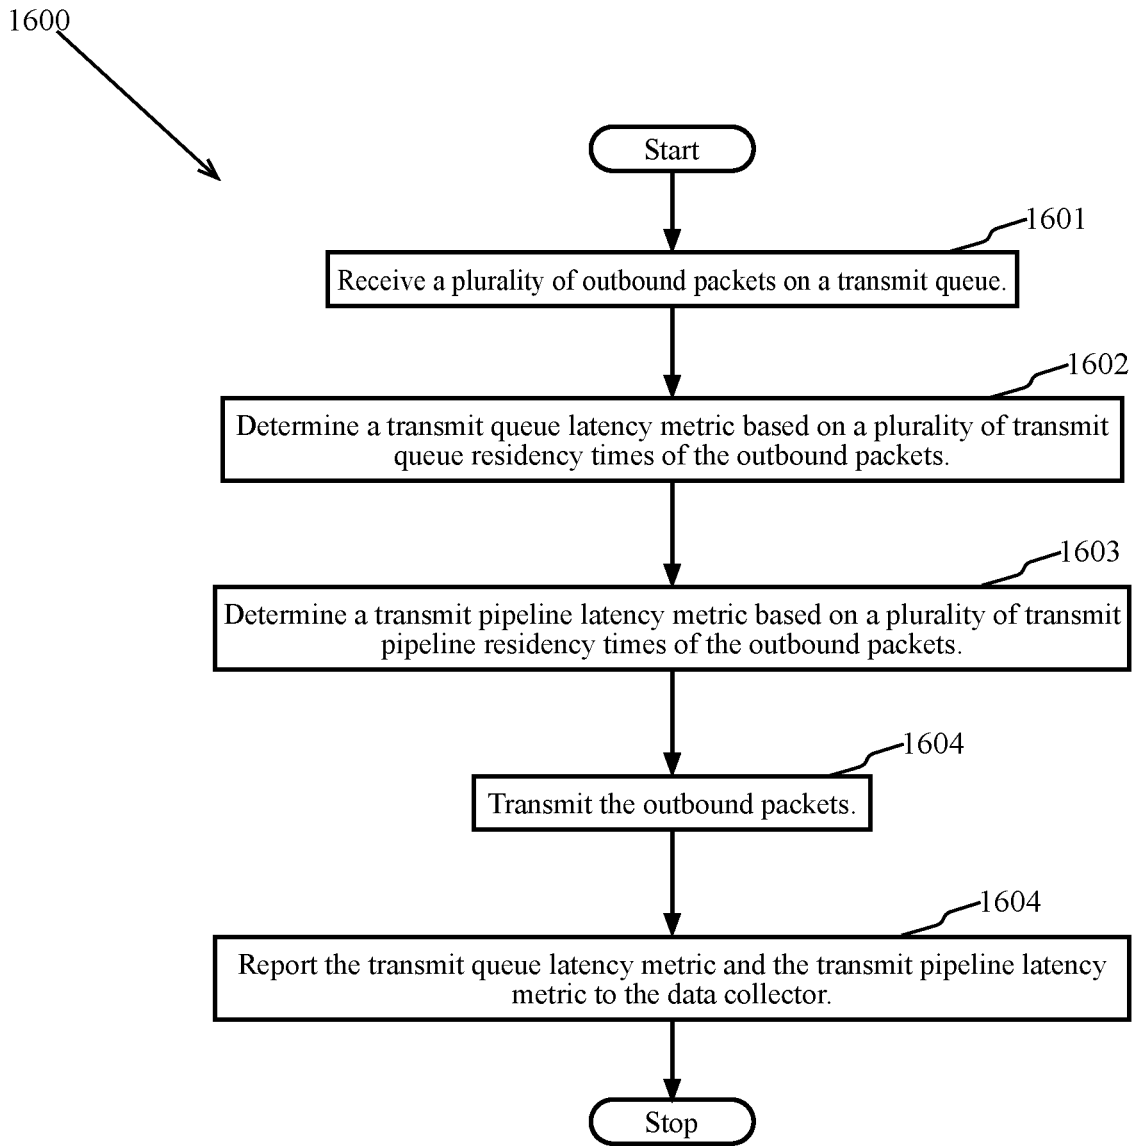 1600
Start
1601
Receive a plurality of outbound packets on a transmit queue.
1602
Determine a transmit queue latency metric based on a plurality of transmit
queue residency times of the outbound packets.
1603
Determine a transmit pipeline latency metric based on a plurality of transmit
pipeline residency times of the outbound packets.
1604
Transmit the outbound packets.
1604
Report the transmit queue latency metric and the transmit pipeline latency
metric to the data collector.
Stop